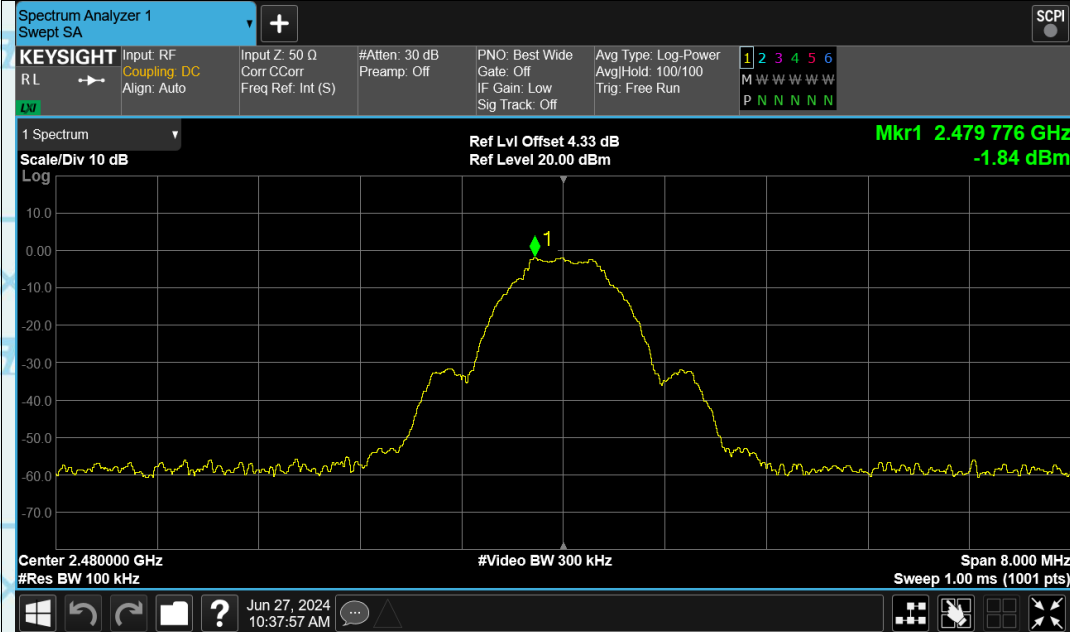 Spectrum Analyzer 1
Swept SA
+
SCPI
KEYSIGHT
R L
LXI
Input: RF
Coupling: DC
Align: Auto
Input Z: 50 Ω
Corr CCorr
Freq Ref: Int (S)
#Atten: 30 dB
Preamp: Off
PNO: Best Wide
Gate: Off
IF Gain: Low
Sig Track: Off
Avg Type: Log-Power
Avg|Hold: 100/100
Trig: Free Run
1 2 3 4 5 6
M W W W W W
P N N N N N
1 Spectrum
Scale/Div 10 dB
Ref Lvl Offset 4.33 dB
Ref Level 20.00 dBm
Mkr1 2.479 776 GHz
-1.84 dBm
Log
10.0
0.00
-10.0
-20.0
-30.0
-40.0
-50.0
-60.0
-70.0
1
Center 2.480000 GHz
#Res BW 100 kHz
#Video BW 300 kHz
Span 8.000 MHz
Sweep 1.00 ms (1001 pts)
?
Jun 27, 2024
10:37:57 AM